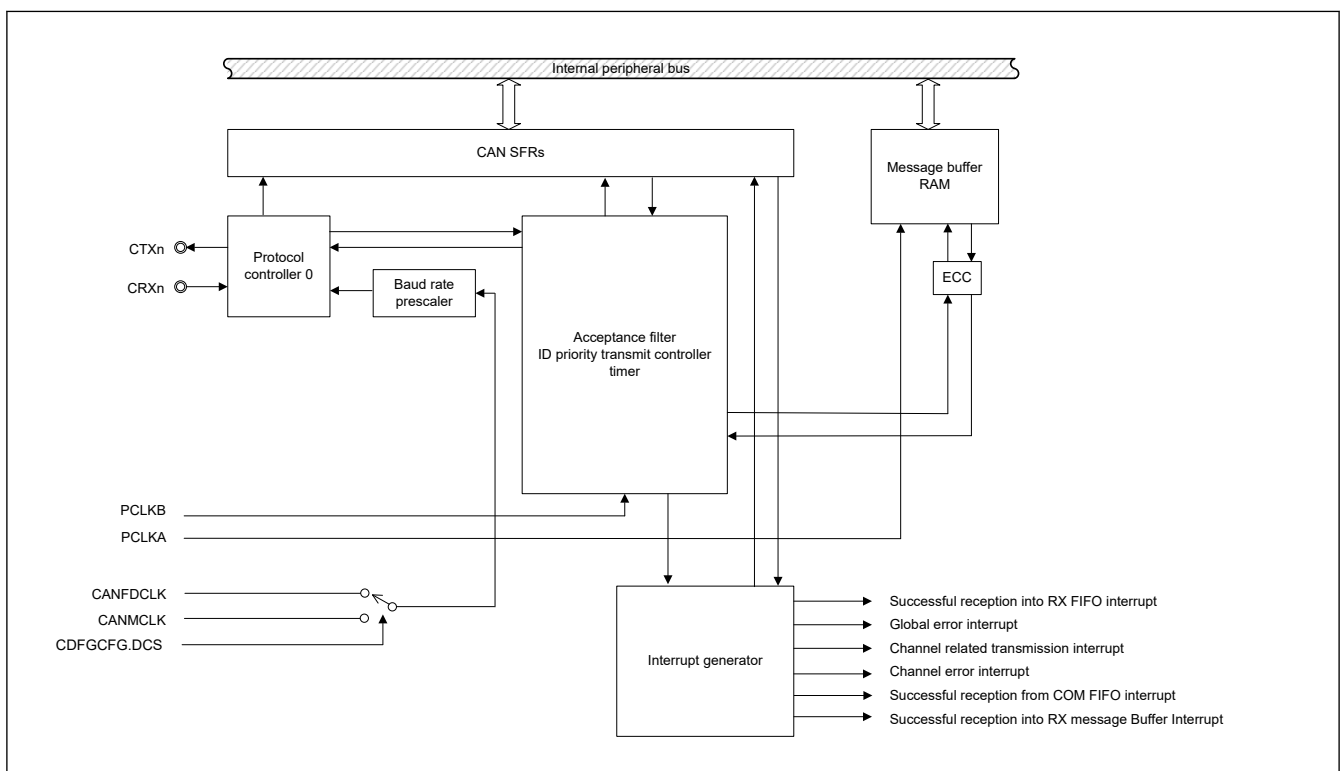 Internal peripheral bus
CAN SFRs
Message buffer
RAM
CTXn
CRXn
Protocol
controller 0
Baud rate
prescaler
ECC
Acceptance filter
ID priority transmit controller
timer
PCLKB
PCLKA
CANFDCLK
CANMCLK
CDFGCFG.DCS
Interrupt generator
Successful reception into RX FIFO interrupt
Global error interrupt
Channel related transmission interrupt
Channel error interrupt
Successful reception from COM FIFO interrupt
Successful reception into RX message Buffer Interrupt